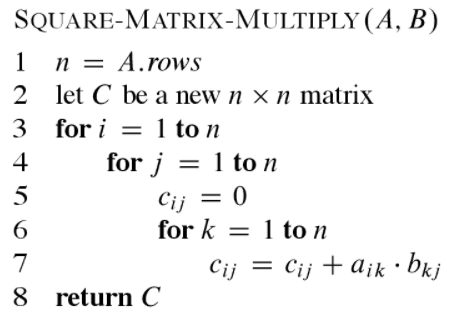 SQUARE-MATRIX-MULTIPLY(A, B)
1 n = A.rows
2 let C be a new n × n matrix
3 for i = 1 to n
4 for j = 1 to n
5 cᵢⱼ = 0
6 for k = 1 to n
7 cᵢⱼ = cᵢⱼ + aᵢₖ · bₖⱼ
8 return C